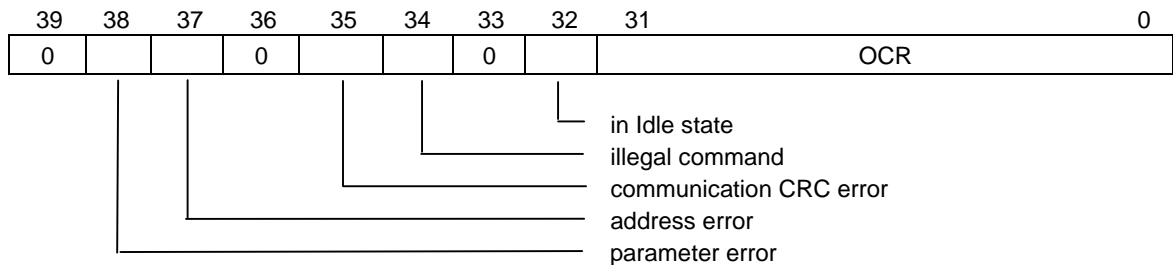 39 38 37 36 35 34 33 32 31 0
0 0 0 OCR
in Idle state
illegal command
communication CRC error
address error
parameter error